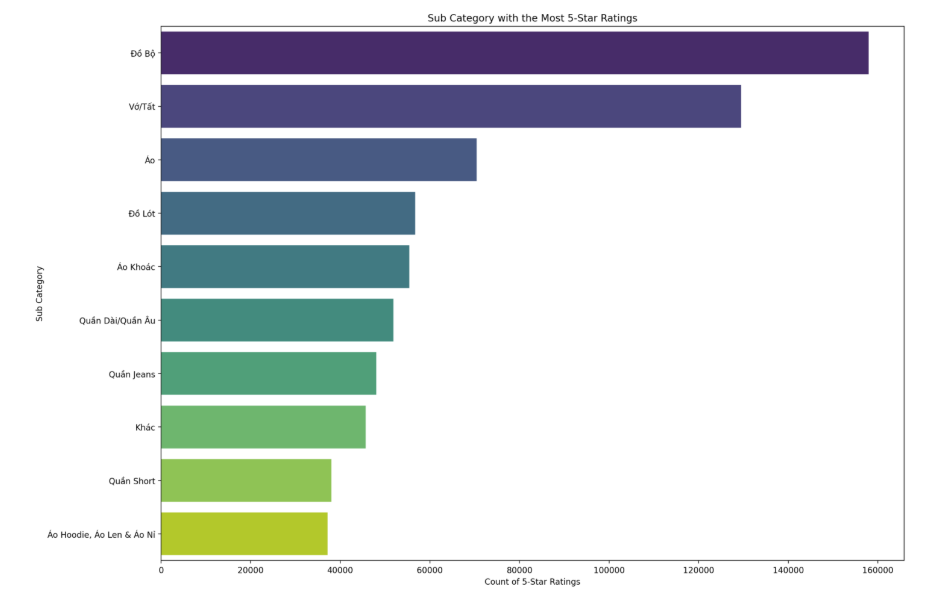 Sub Category with the Most 5-Star Ratings
Đồ Bộ
Vớ/Tất
Áo
Đồ Lót
Áo Khoác
Quần Dài/Quần Âu
Quần Jeans
Khác
Quần Short
Áo Hoodie, Áo Len & Áo Nỉ
Sub Category
0 20000 40000 60000 80000 100000 120000 140000 160000
Count of 5-Star Ratings